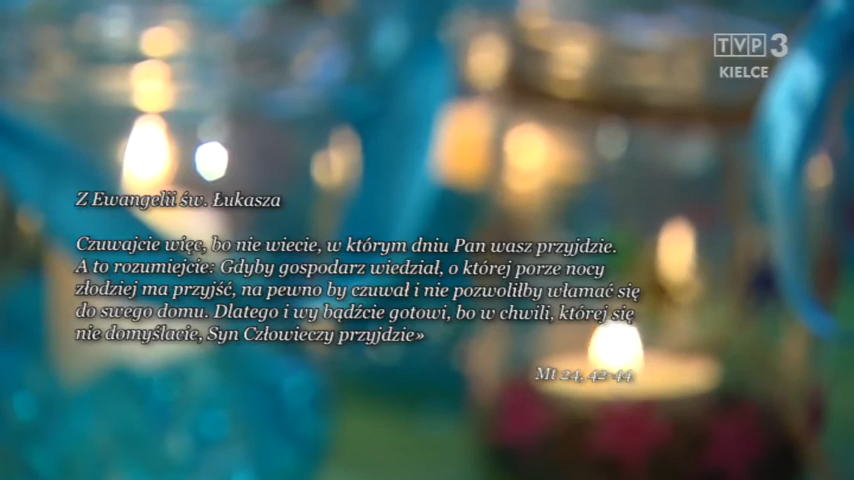 TVP 3
KIELCE
Z Ewangelii św. Łukasza
Czuwajcie więc, bo nie wiecie, w którym dniu Pan wasz przyjdzie.
A to rozumiejcie: Gdyby gospodarz wiedział, o której porze nocy
złodziej ma przyjść, na pewno by czuwał i nie pozwoliłby włamać się
do swego domu. Dlatego i wy bądźcie gotowi, bo w chwili, której się
nie domyślacie, Syn Człowieczy przyjdzie»
Mt 24, 42-44